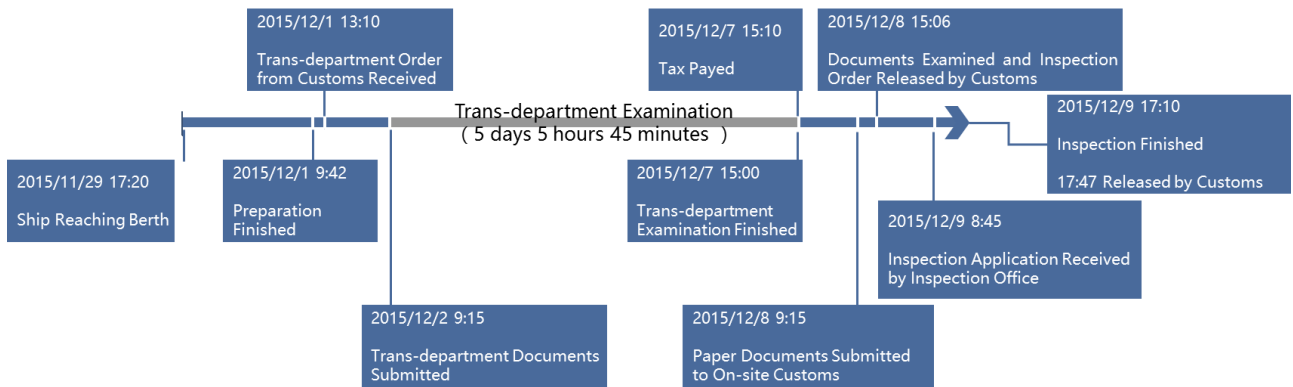 2015/12/1 13:10
Trans-department Order
from Customs Received
2015/12/7 15:10
Tax Payed
2015/12/8 15:06
Documents Examined and Inspection
Order Released by Customs
Trans-department Examination
( 5 days 5 hours 45 minutes )
2015/12/9 17:10
Inspection Finished
17:47 Released by Customs
2015/11/29 17:20
Ship Reaching Berth
2015/12/1 9:42
Preparation
Finished
2015/12/7 15:00
Trans-department
Examination Finished
2015/12/9 8:45
Inspection Application Received
by Inspection Office
2015/12/2 9:15
Trans-department Documents
Submitted
2015/12/8 9:15
Paper Documents Submitted
to On-site Customs